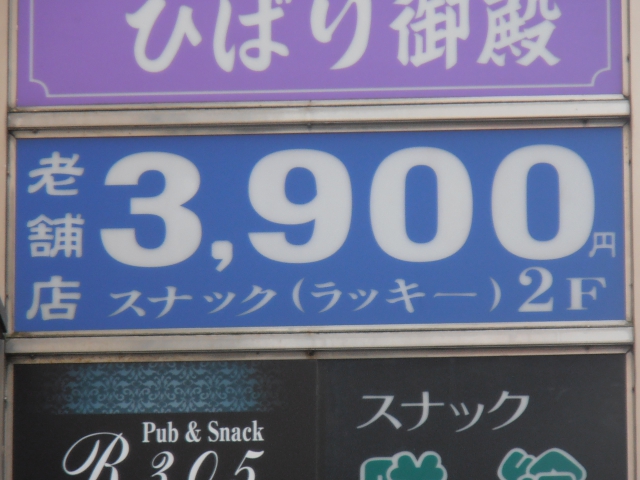 ひばり御殿
老舗店
3,900円
スナック(ラッキー)2F
Pub & Snack
R305
スナック